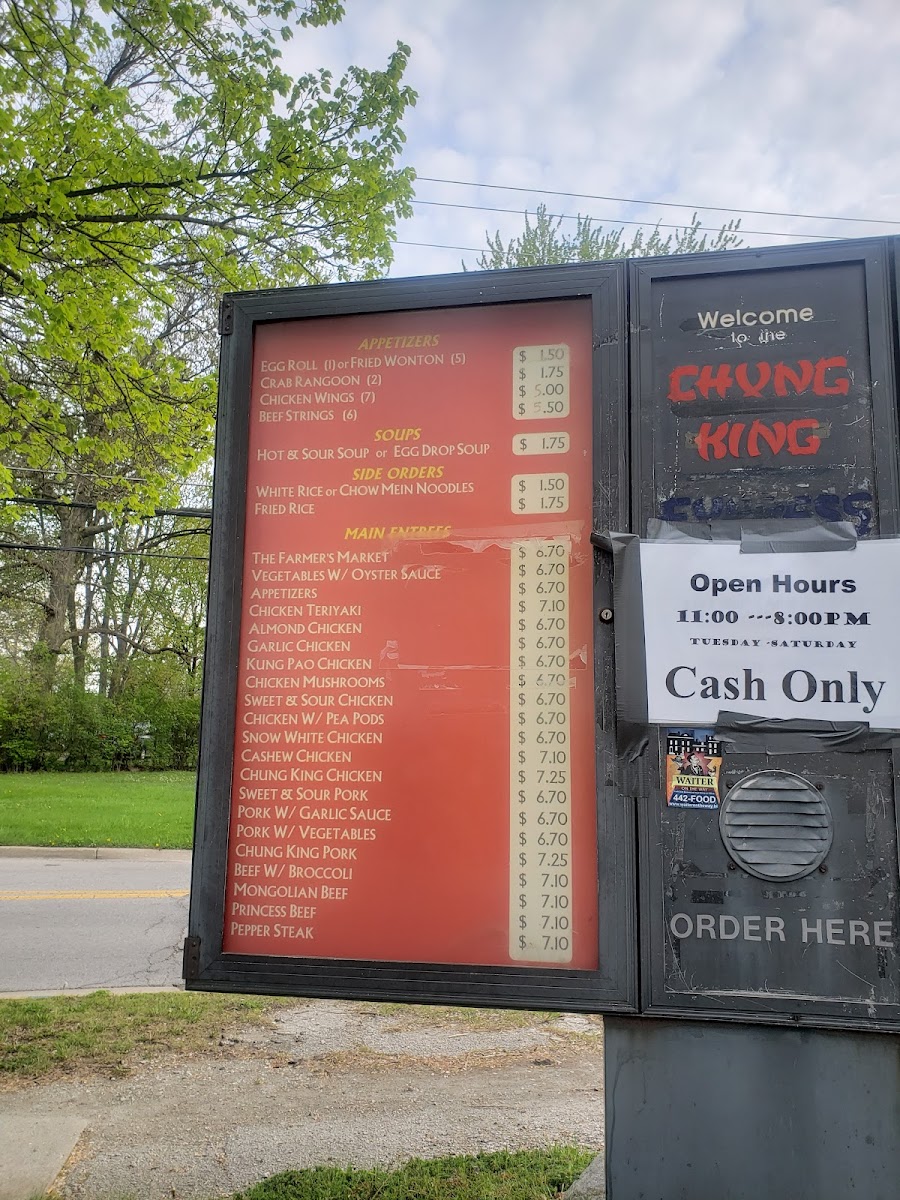 APPETIZERS
EGG ROLL (1) or FRIED WONTON (5) $ 1.50
CRAB RANGOON (2) $ 1.75
CHICKEN WINGS (7) $ 5.00
BEEF STRINGS (6) $ 5.50
SOUPS
HOT & SOUR SOUP or EGG DROP SOUP $ 1.75
SIDE ORDERS
WHITE RICE or CHOW MEIN NOODLES $ 1.50
FRIED RICE $ 1.75
MAIN ENTREES
THE FARMER'S MARKET $ 6.70
VEGETABLES W/ OYSTER SAUCE $ 6.70
APPETIZERS $ 6.70
CHICKEN TERIYAKI $ 7.10
ALMOND CHICKEN $ 6.70
GARLIC CHICKEN $ 6.70
KUNG PAO CHICKEN $ 6.70
CHICKEN MUSHROOMS $ 6.70
SWEET & SOUR CHICKEN $ 6.70
CHICKEN W/ PEA PODS $ 6.70
SNOW WHITE CHICKEN $ 6.70
CASHEW CHICKEN $ 7.10
CHUNG KING CHICKEN $ 7.25
SWEET & SOUR PORK $ 6.70
PORK W/ GARLIC SAUCE $ 6.70
PORK W/ VEGETABLES $ 6.70
CHUNG KING PORK $ 7.25
BEEF W/ BROCCOLI $ 7.10
MONGOLIAN BEEF $ 7.10
PRINCESS BEEF $ 7.10
PEPPER STEAK $ 7.10
Welcome
to the
CHUNG
KING
Open Hours
11:00 ---8:00PM
TUESDAY -SATURDAY
Cash Only
WAITER
ON THE WAY
442-FOOD
ORDER HERE